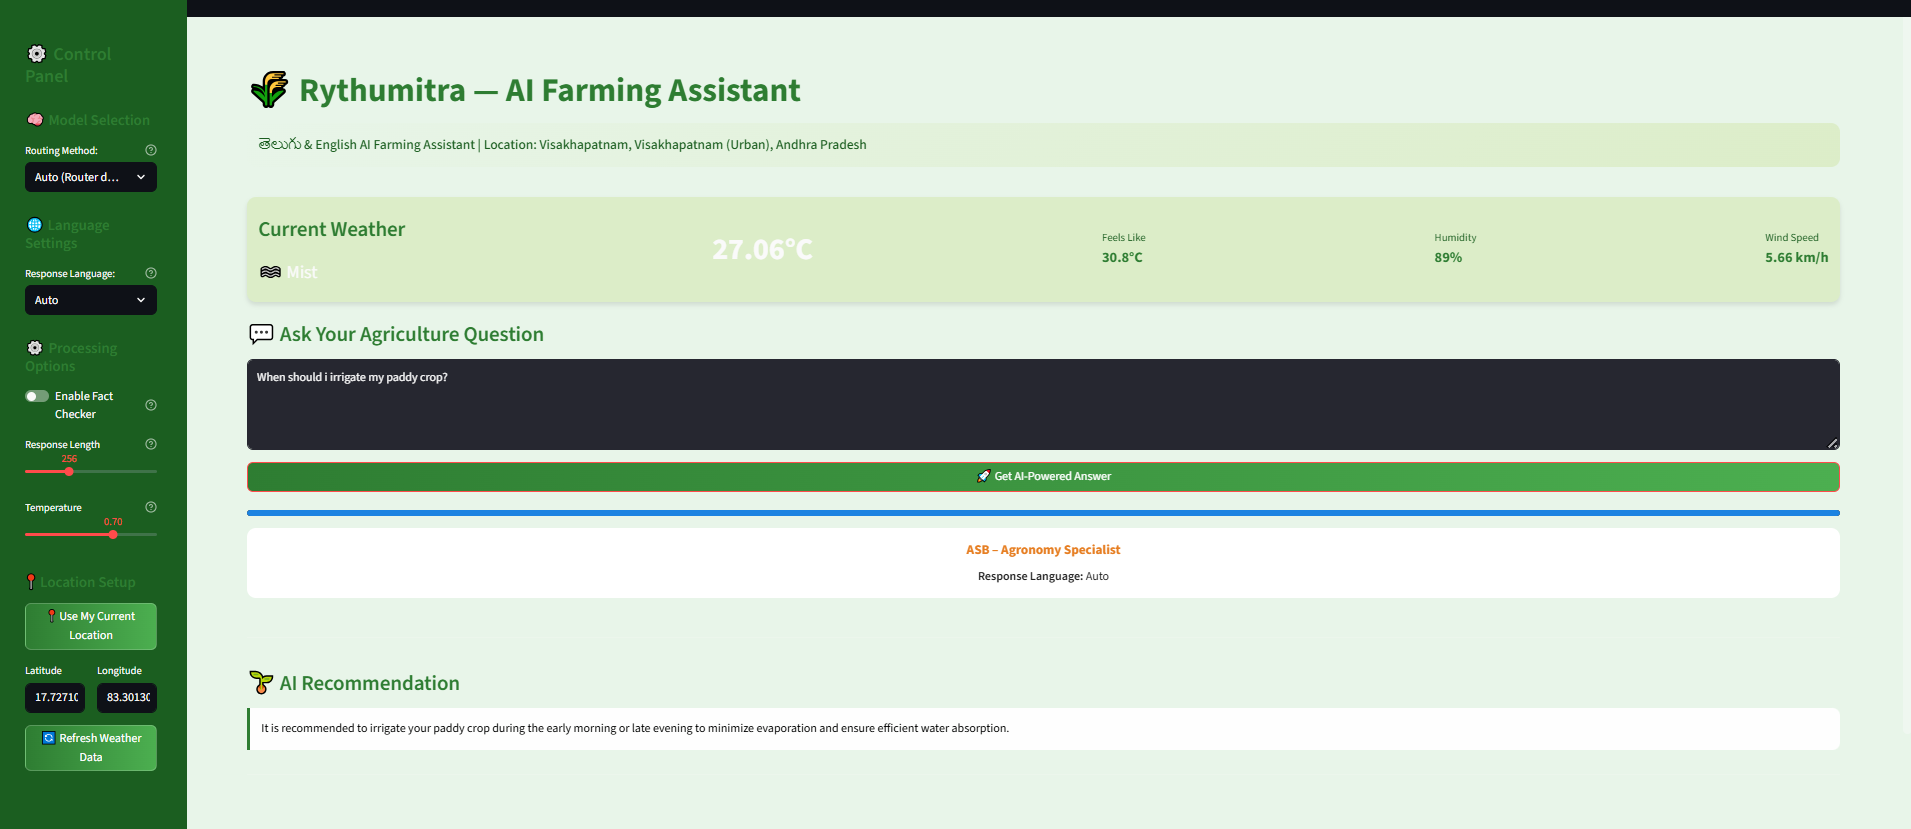 Control
Panel
Model Selection
Routing Method:
Auto (Router d...
Language
Settings
Response Language:
Auto
Processing
Options
Enable Fact
Checker
Response Length
256
Temperature
0.70
Location Setup
Use My Current
Location
Latitude Longitude
17.72710 83.30130
Refresh Weather
Data
Rythumitra — AI Farming Assistant
తెలుగు & English AI Farming Assistant | Location: Visakhapatnam, Visakhapatnam (Urban), Andhra Pradesh
Current Weather
Mist
27.06°C
Feels Like
30.8°C
Humidity
89%
Wind Speed
5.66 km/h
Ask Your Agriculture Question
When should i irrigate my paddy crop?
Get AI-Powered Answer
ASB – Agronomy Specialist
Response Language: Auto
AI Recommendation
It is recommended to irrigate your paddy crop during the early morning or late evening to minimize evaporation and ensure efficient water absorption.